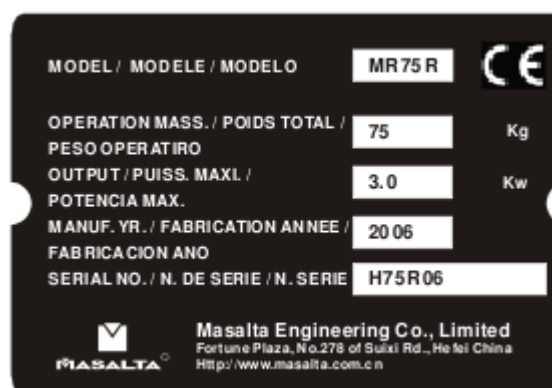 MODEL / MODELE / MODELO MR75R CE
OPERATION MASS. / POIDS TOTAL / 75 Kg
PESO OPERATIRO
OUTPUT / PUISS. MAXI. / 3.0 Kw
POTENCIA MAX.
MANUF. YR. / FABRICATION ANNEE / 2006
FABRICACION ANO
SERIAL NO. / N. DE SERIE / N. SERIE H75R06
MASALTA
Masalta Engineering Co., Limited
Fortune Plaza, No.278 of Suixi Rd., Hefei China
Http://www.masalta.com.cn